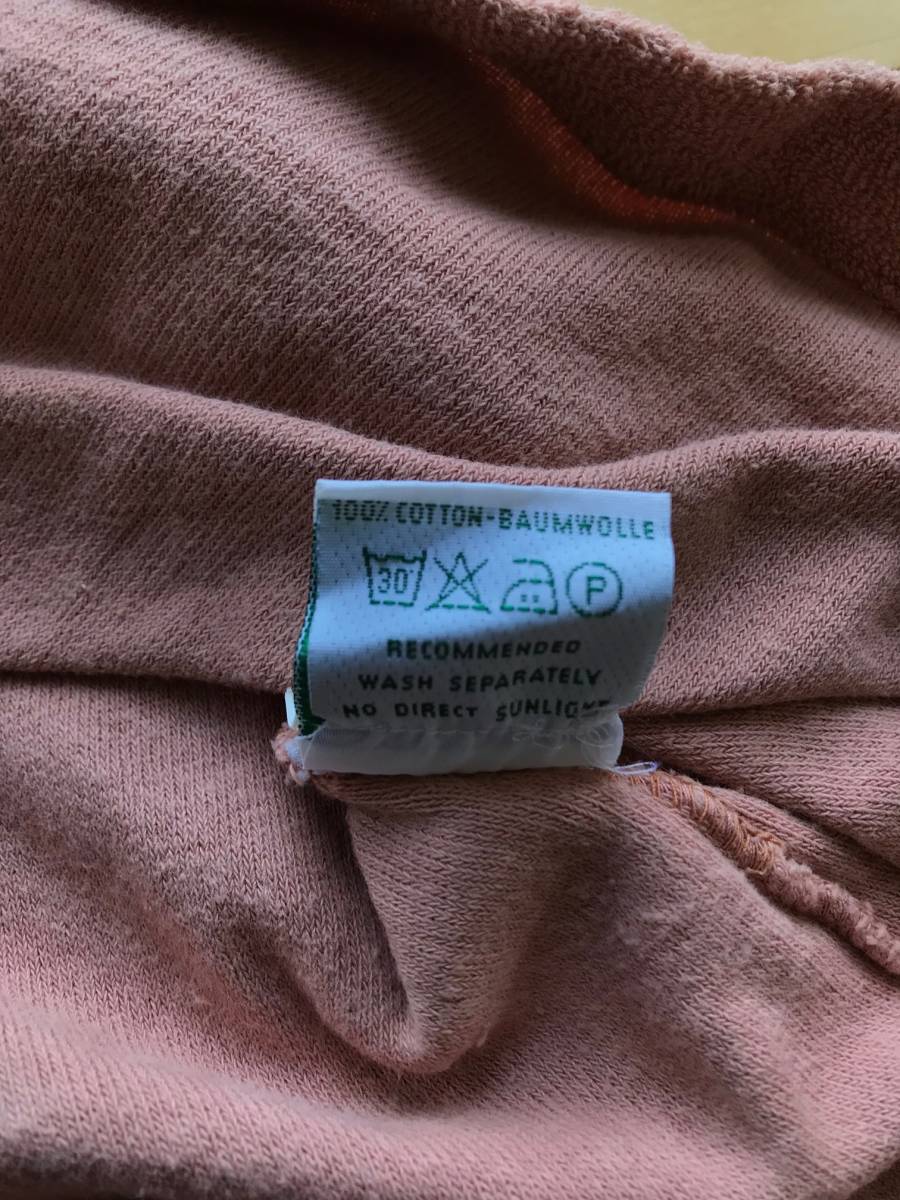 100% COTTON-BAUMWOLLE
30° P
RECOMMENDED
WASH SEPARATELY
NO DIRECT SUNLIGHT